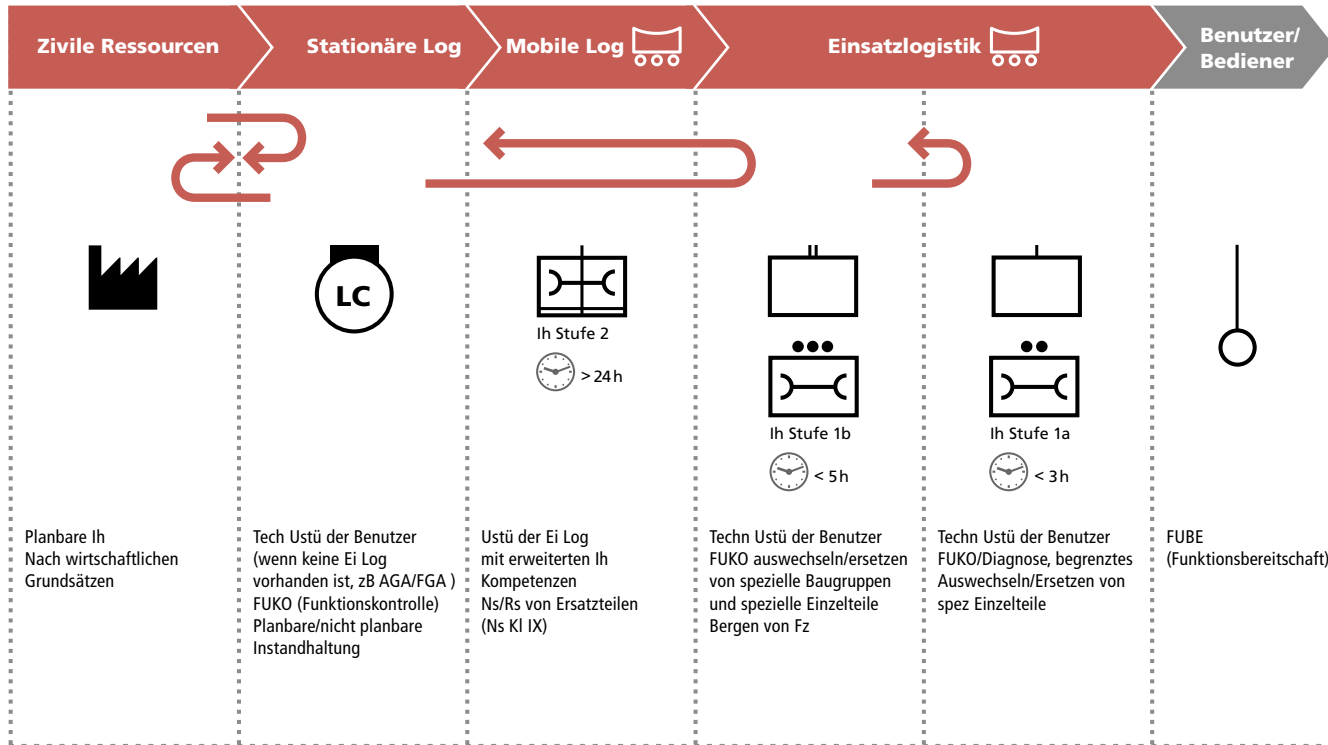 Zivile Ressourcen
Stationäre Log
Mobile Log
Einsatzlogistik
Benutzer/
Bediener
LC
Ih Stufe 2
> 24 h
Ih Stufe 1b
< 5 h
Ih Stufe 1a
< 3 h
Planbare Ih
Nach wirtschaftlichen
Grundsätzen
Tech Ustü der Benutzer
(wenn keine Ei Log
vorhanden ist, zB AGA/FGA )
FUKO (Funktionskontrolle)
Planbare/nicht planbare
Instandhaltung
Ustü der Ei Log
mit erweiterten Ih
Kompetenzen
Ns/Rs von Ersatzteilen
(Ns Kl IX)
Techn Ustü der Benutzer
FUKO auswechseln/ersetzen
von spezielle Baugruppen
und spezielle Einzelteile
Bergen von Fz
Techn Ustü der Benutzer
FUKO/Diagnose, begrenztes
Auswechseln/Ersetzen von
spez Einzelteile
FUBE
(Funktionsbereitschaft)